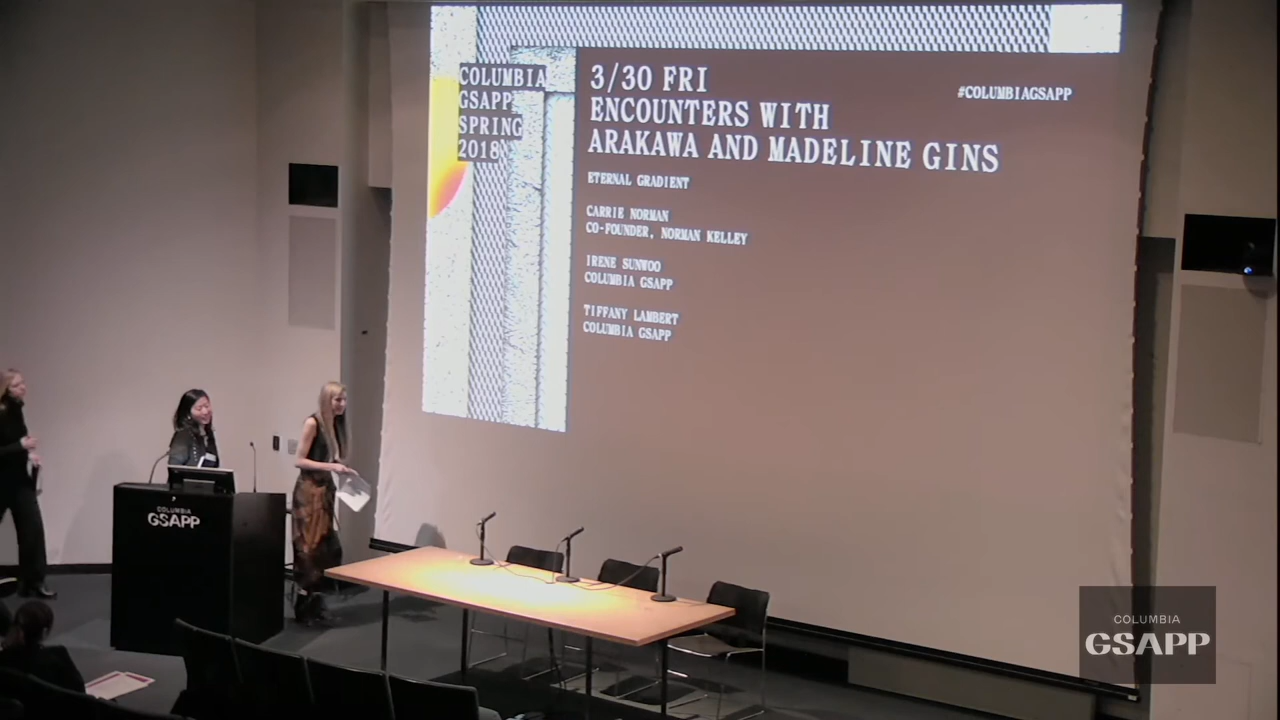 COLUMBIA
GSAPP
SPRING
2018
3/30 FRI
ENCOUNTERS WITH
ARAKAWA AND MADELINE GINS
#COLUMBIAGSAPP
ETERNAL GRADIENT
CARRIE NORMAN
CO-FOUNDER, NORMAN KELLEY
IRENE SUNWOO
COLUMBIA GSAPP
TIFFANY LAMBERT
COLUMBIA GSAPP
COLUMBIA
GSAPP
COLUMBIA
GSAPP